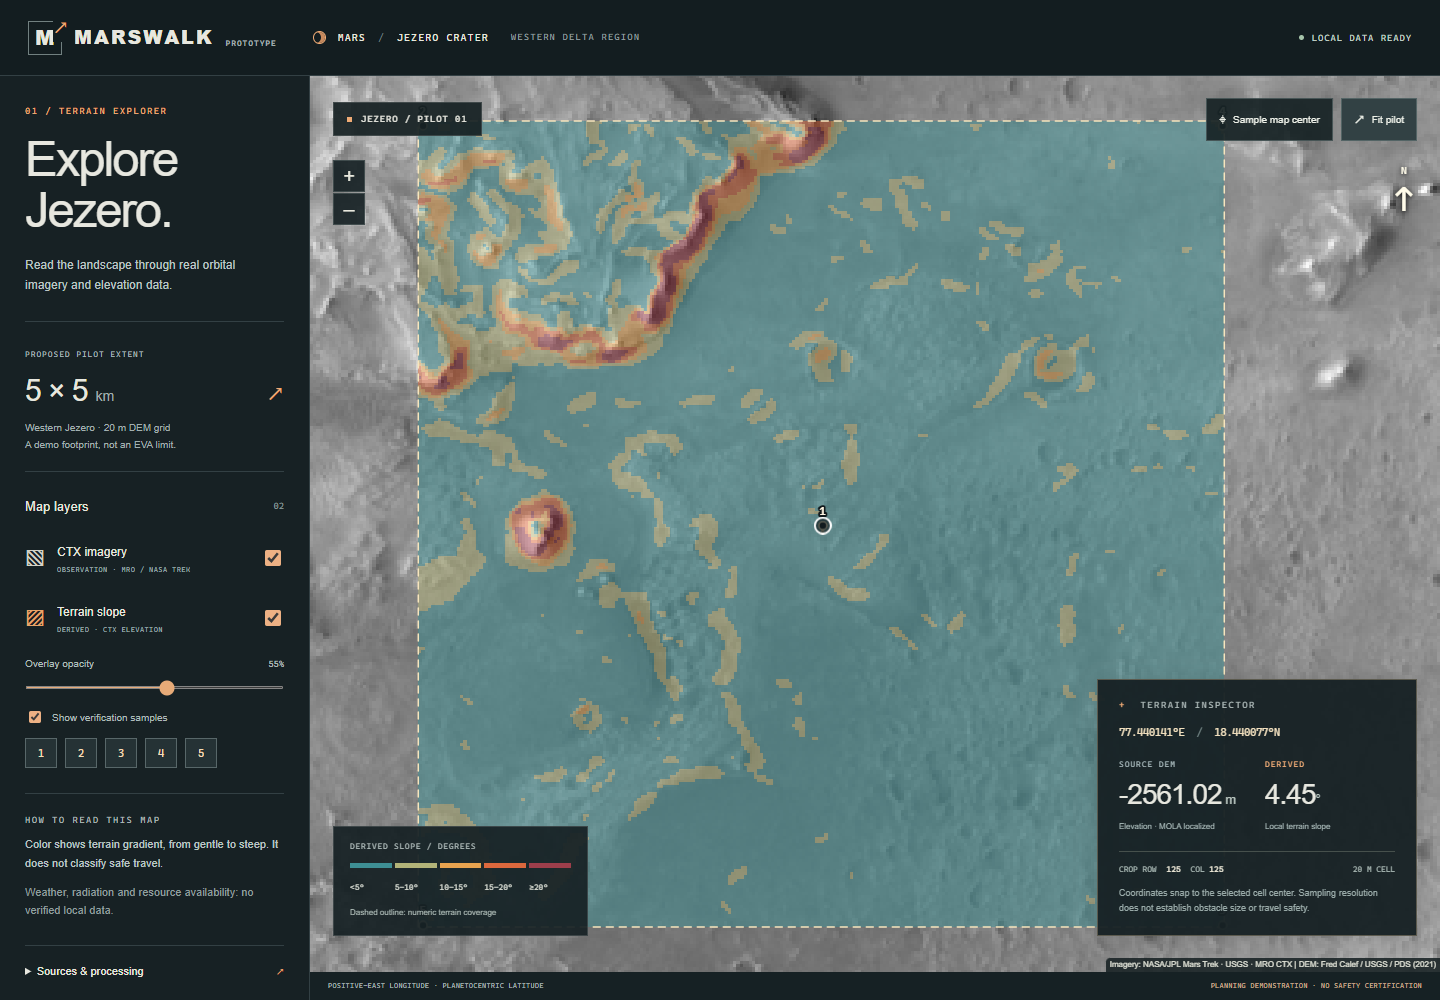 M MARSWALK PROTOTYPE
MARS / JEZERO CRATER WESTERN DELTA REGION
LOCAL DATA READY
01 / TERRAIN EXPLORER
Explore
Jezero.
Read the landscape through real orbital
imagery and elevation data.
PROPOSED PILOT EXTENT
5 × 5 km
Western Jezero · 20 m DEM grid
A demo footprint, not an EVA limit.
Map layers 02
CTX imagery
OBSERVATION · MRO / NASA TREK
Terrain slope
DERIVED · CTX ELEVATION
Overlay opacity 55%
Show verification samples
1 2 3 4 5
HOW TO READ THIS MAP
Color shows terrain gradient, from gentle to steep. It
does not classify safe travel.
Weather, radiation and resource availability: no
verified local data.
Sources & processing
JEZERO / PILOT 01
+
−
Sample map center
Fit pilot
N
1
DERIVED SLOPE / DEGREES
<5° 5–10° 10–15° 15–20° ≥20°
Dashed outline: numeric terrain coverage
+ TERRAIN INSPECTOR
77.440141°E / 18.440077°N
SOURCE DEM DERIVED
-2561.02 m 4.45°
Elevation · MOLA localized Local terrain slope
CROP ROW 125 COL 125 20 M CELL
Coordinates snap to the selected cell center. Sampling resolution
does not establish obstacle size or travel safety.
Imagery: NASA/JPL Mars Trek · USGS · MRO CTX | DEM: Fred Calef / USGS / PDS (2021)
POSITIVE-EAST LONGITUDE · PLANETOCENTRIC LATITUDE
PLANNING DEMONSTRATION · NO SAFETY CERTIFICATION